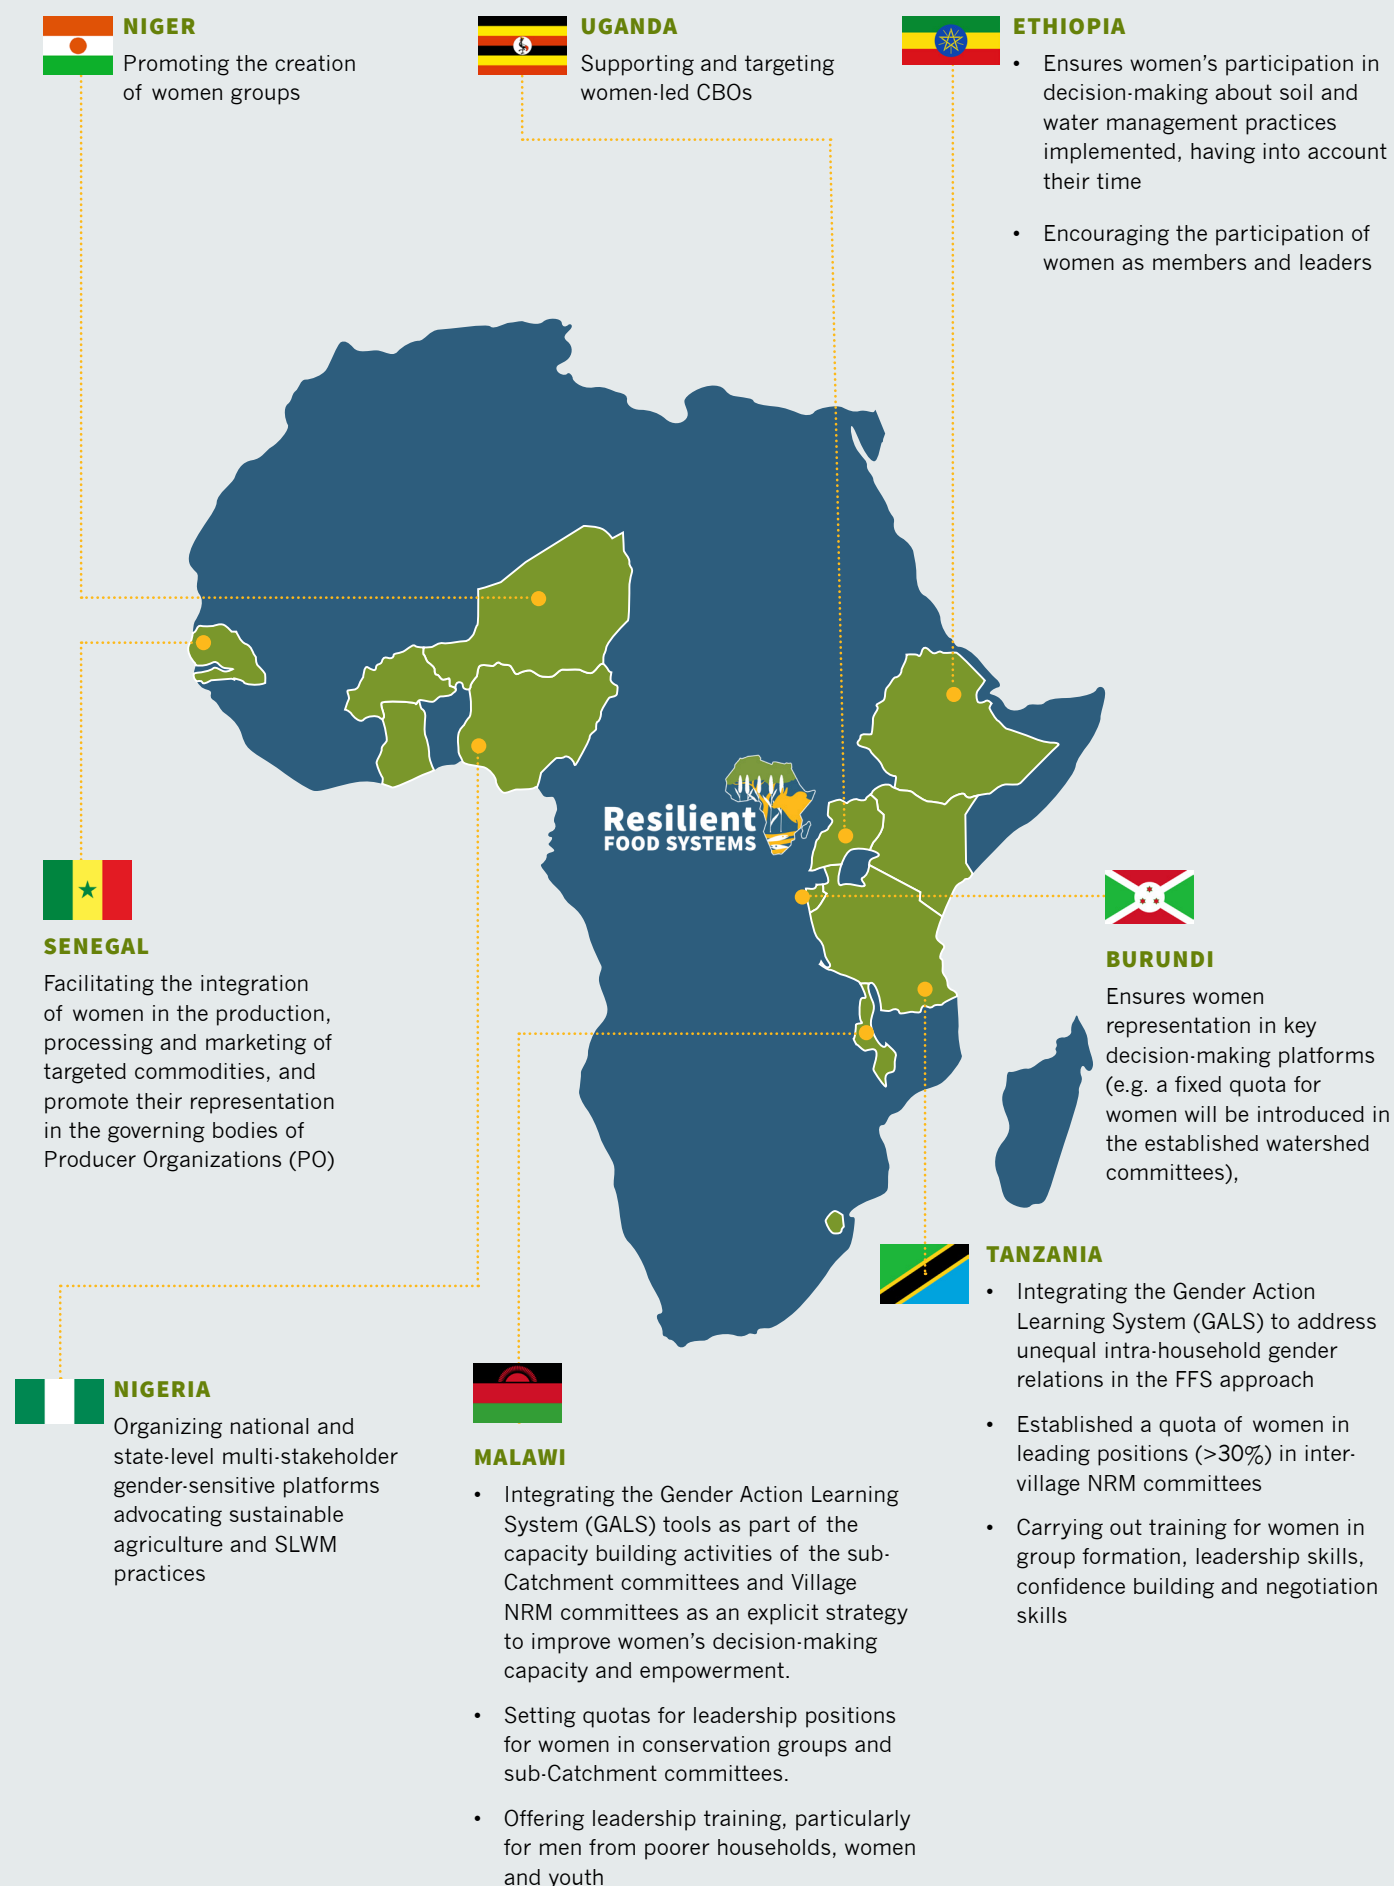 NIGER
Promoting the creation
of women groups
UGANDA
Supporting and targeting
women-led CBOs
ETHIOPIA
• Ensures women’s participation in
decision-making about soil and
water management practices
implemented, having into account
their time
• Encouraging the participation of
women as members and leaders
Resilient
FOOD SYSTEMS
SENEGAL
Facilitating the integration
of women in the production,
processing and marketing of
targeted commodities, and
promote their representation
in the governing bodies of
Producer Organizations (PO)
BURUNDI
Ensures women
representation in key
decision-making platforms
(e.g. a fixed quota for
women will be introduced in
the established watershed
committees),
TANZANIA
• Integrating the Gender Action
Learning System (GALS) to address
unequal intra-household gender
relations in the FFS approach
• Established a quota of women in
leading positions (>30%) in inter-
village NRM committees
• Carrying out training for women in
group formation, leadership skills,
confidence building and negotiation
skills
NIGERIA
Organizing national and
state-level multi-stakeholder
gender-sensitive platforms
advocating sustainable
agriculture and SLWM
practices
MALAWI
• Integrating the Gender Action Learning
System (GALS) tools as part of the
capacity building activities of the sub-
Catchment committees and Village
NRM committees as an explicit strategy
to improve women’s decision-making
capacity and empowerment.
• Setting quotas for leadership positions
for women in conservation groups and
sub-Catchment committees.
• Offering leadership training, particularly
for men from poorer households, women
and youth